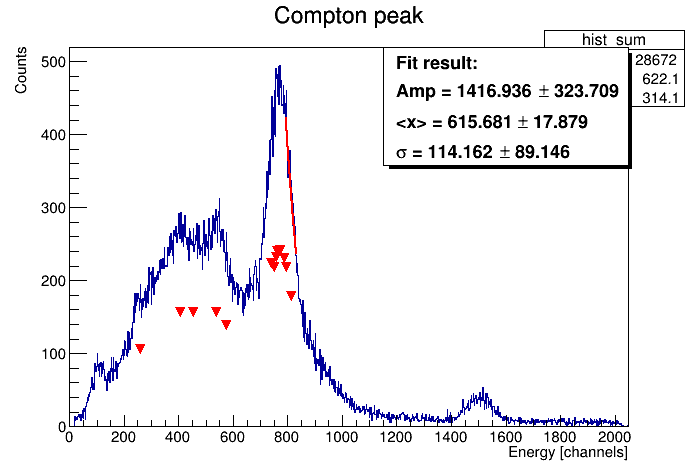 Compton peak
hist_sum
28672
622.1
314.1
Fit result:
Amp = 1416.936 ± 323.709
<x> = 615.681 ± 17.879
σ = 114.162 ± 89.146
Counts
500
400
300
200
100
0
0 200 400 600 800 1000 1200 1400 1600 1800 2000
Energy [channels]